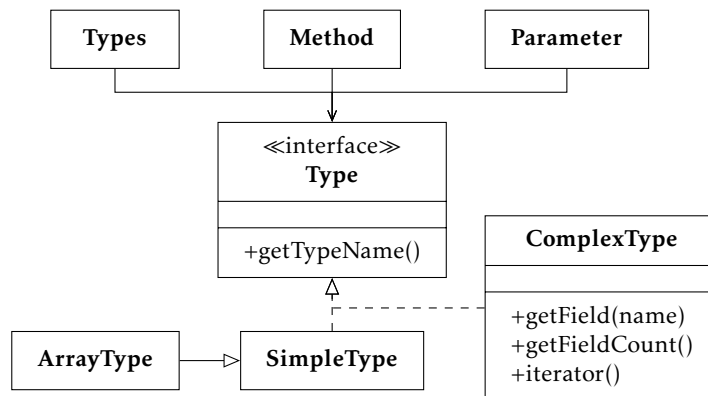 Types
Method
Parameter
≪interface≫
Type
+getTypeName()
ComplexType
+getField(name)
+getFieldCount()
+iterator()
ArrayType
SimpleType